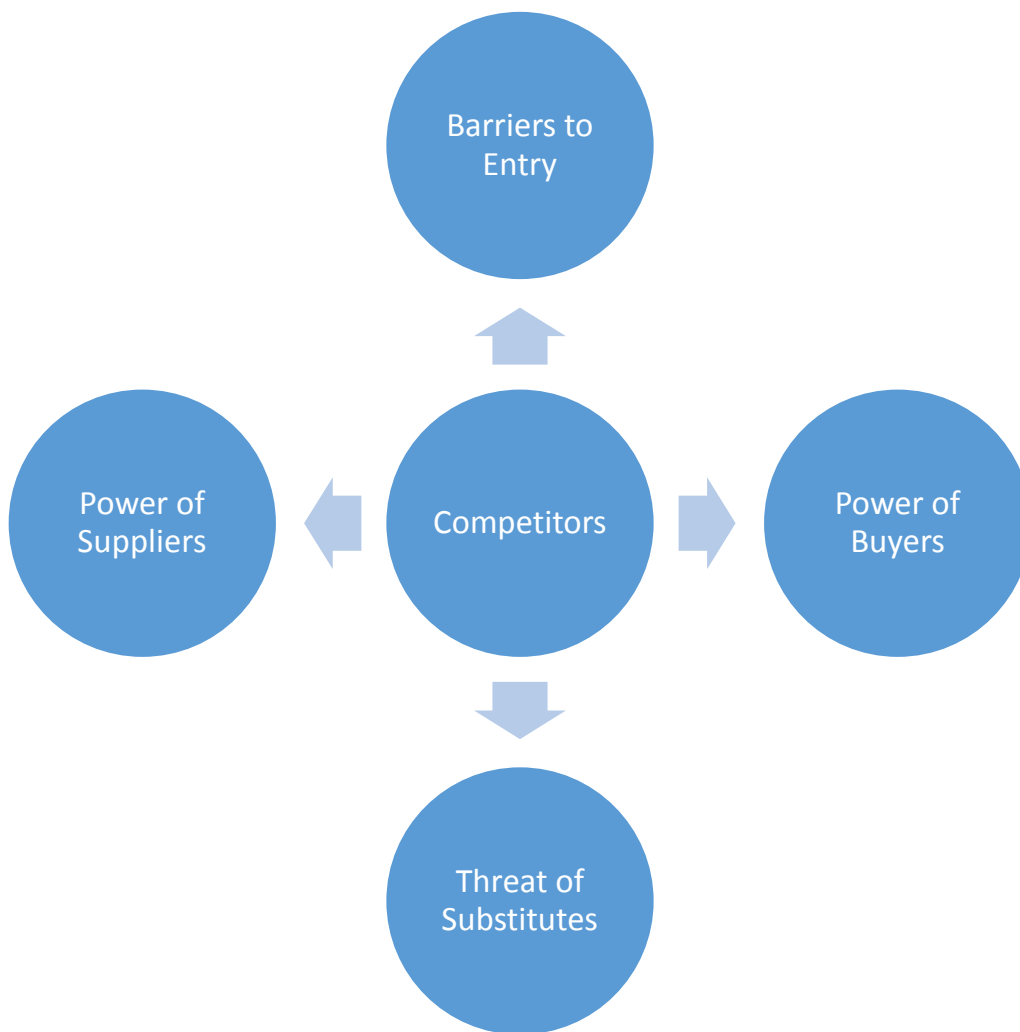 Barriers to
Entry
Power of
Suppliers
Competitors
Power of
Buyers
Threat of
Substitutes